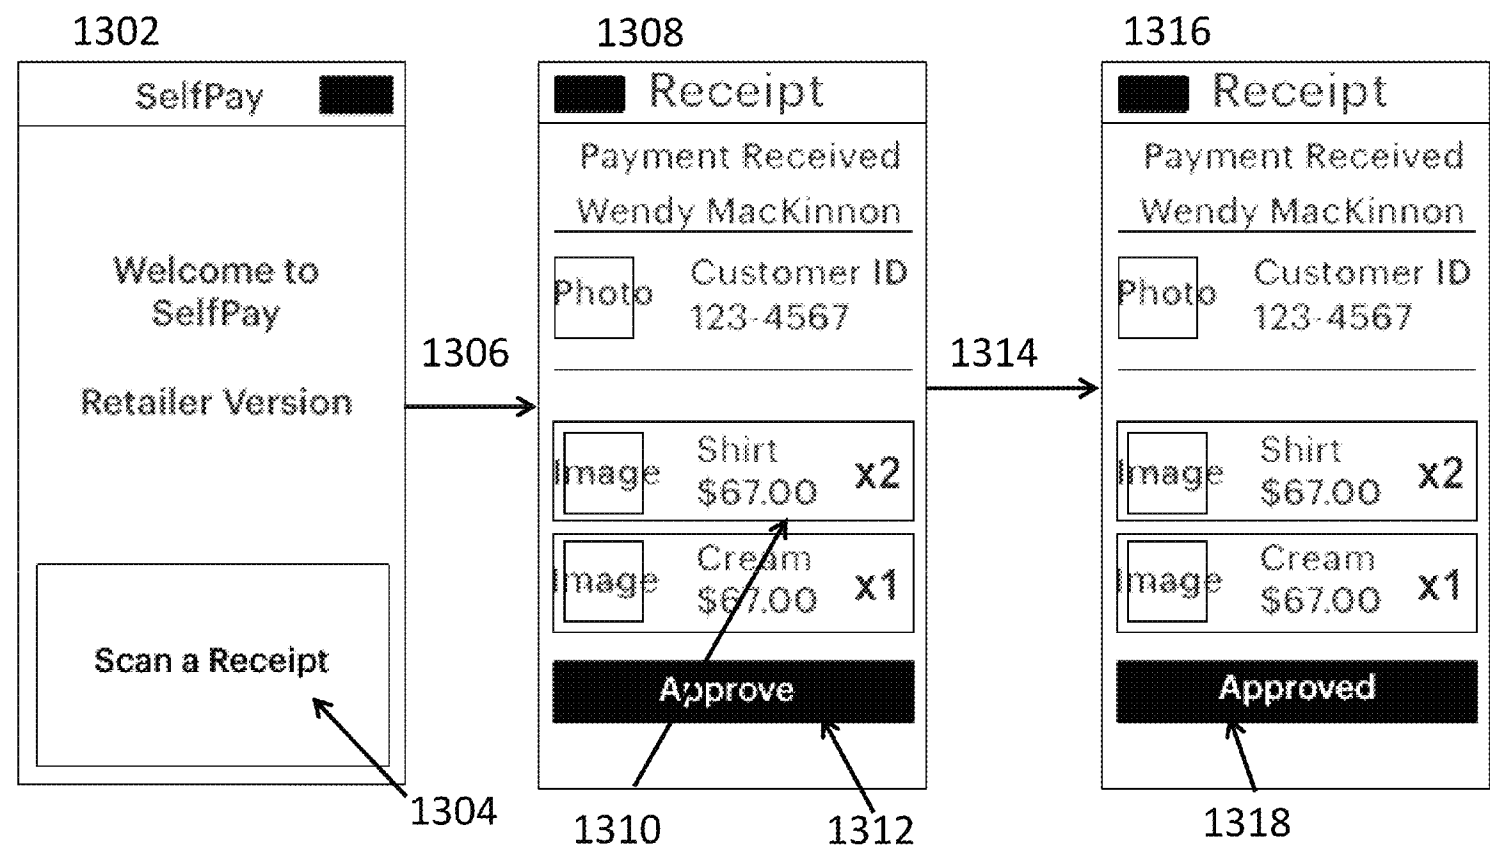 1302
SelfPay
Welcome to
SelfPay
Retailer Version
Scan a Receipt
1304
1306
1308
Receipt
Payment Received
Wendy MacKinnon
Photo
Customer ID
123-4567
Image
Shirt
$67.00
x2
Image
Cream
$67.00
x1
Approve
1310
1312
1314
1316
Receipt
Payment Received
Wendy MacKinnon
Photo
Customer ID
123-4567
Image
Shirt
$67.00
x2
Image
Cream
$67.00
x1
Approved
1318